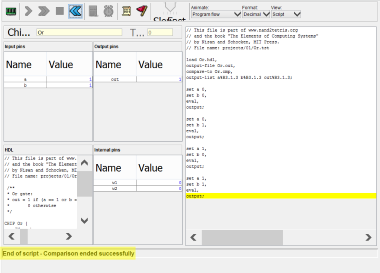 Animate:
Format:
View:
Program flow
Decimal
Script
Chi...
Or
T...
0
Input pins
Output pins
Name
Value
Name
Value
a
1
out
1
b
1
HDL
Internal pins
// This file is part of www.
// and the book "The Element
// by Nisan and Schocken, MI
// File name: projects/01/Or
/**
* Or gate:
* out = 1 if (a == 1 or b =
* 0 otherwise
*/
CHIP Or {
Name
Value
// This file is part of www.nand2tetris.org
// and the book "The Elements of Computing Systems"
// by Nisan and Schocken, MIT Press.
// File name: projects/01/Or.tst
load Or.hdl,
output-file Or.out,
compare-to Or.cmp,
output-list a%B3.1.3 b%B3.1.3 out%B3.1.3;
set a 0,
set b 0,
eval,
output;
set a 0,
set b 1,
eval,
output;
set a 1,
set b 0,
eval,
output;
set a 1,
set b 1,
eval,
output;
End of script - Comparison ended successfully